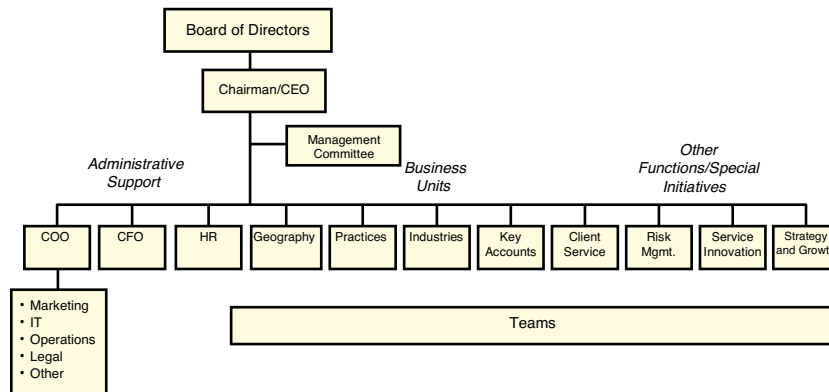 Board of Directors
Chairman/CEO
Management
Committee
Administrative
Support
Business
Units
Other
Functions/Special
Initiatives
COO
CFO
HR
Geography
Practices
Industries
Key
Accounts
Client
Service
Risk
Mgmt.
Service
Innovation
Strategy
and Growth
• Marketing
• IT
• Operations
• Legal
• Other
Teams